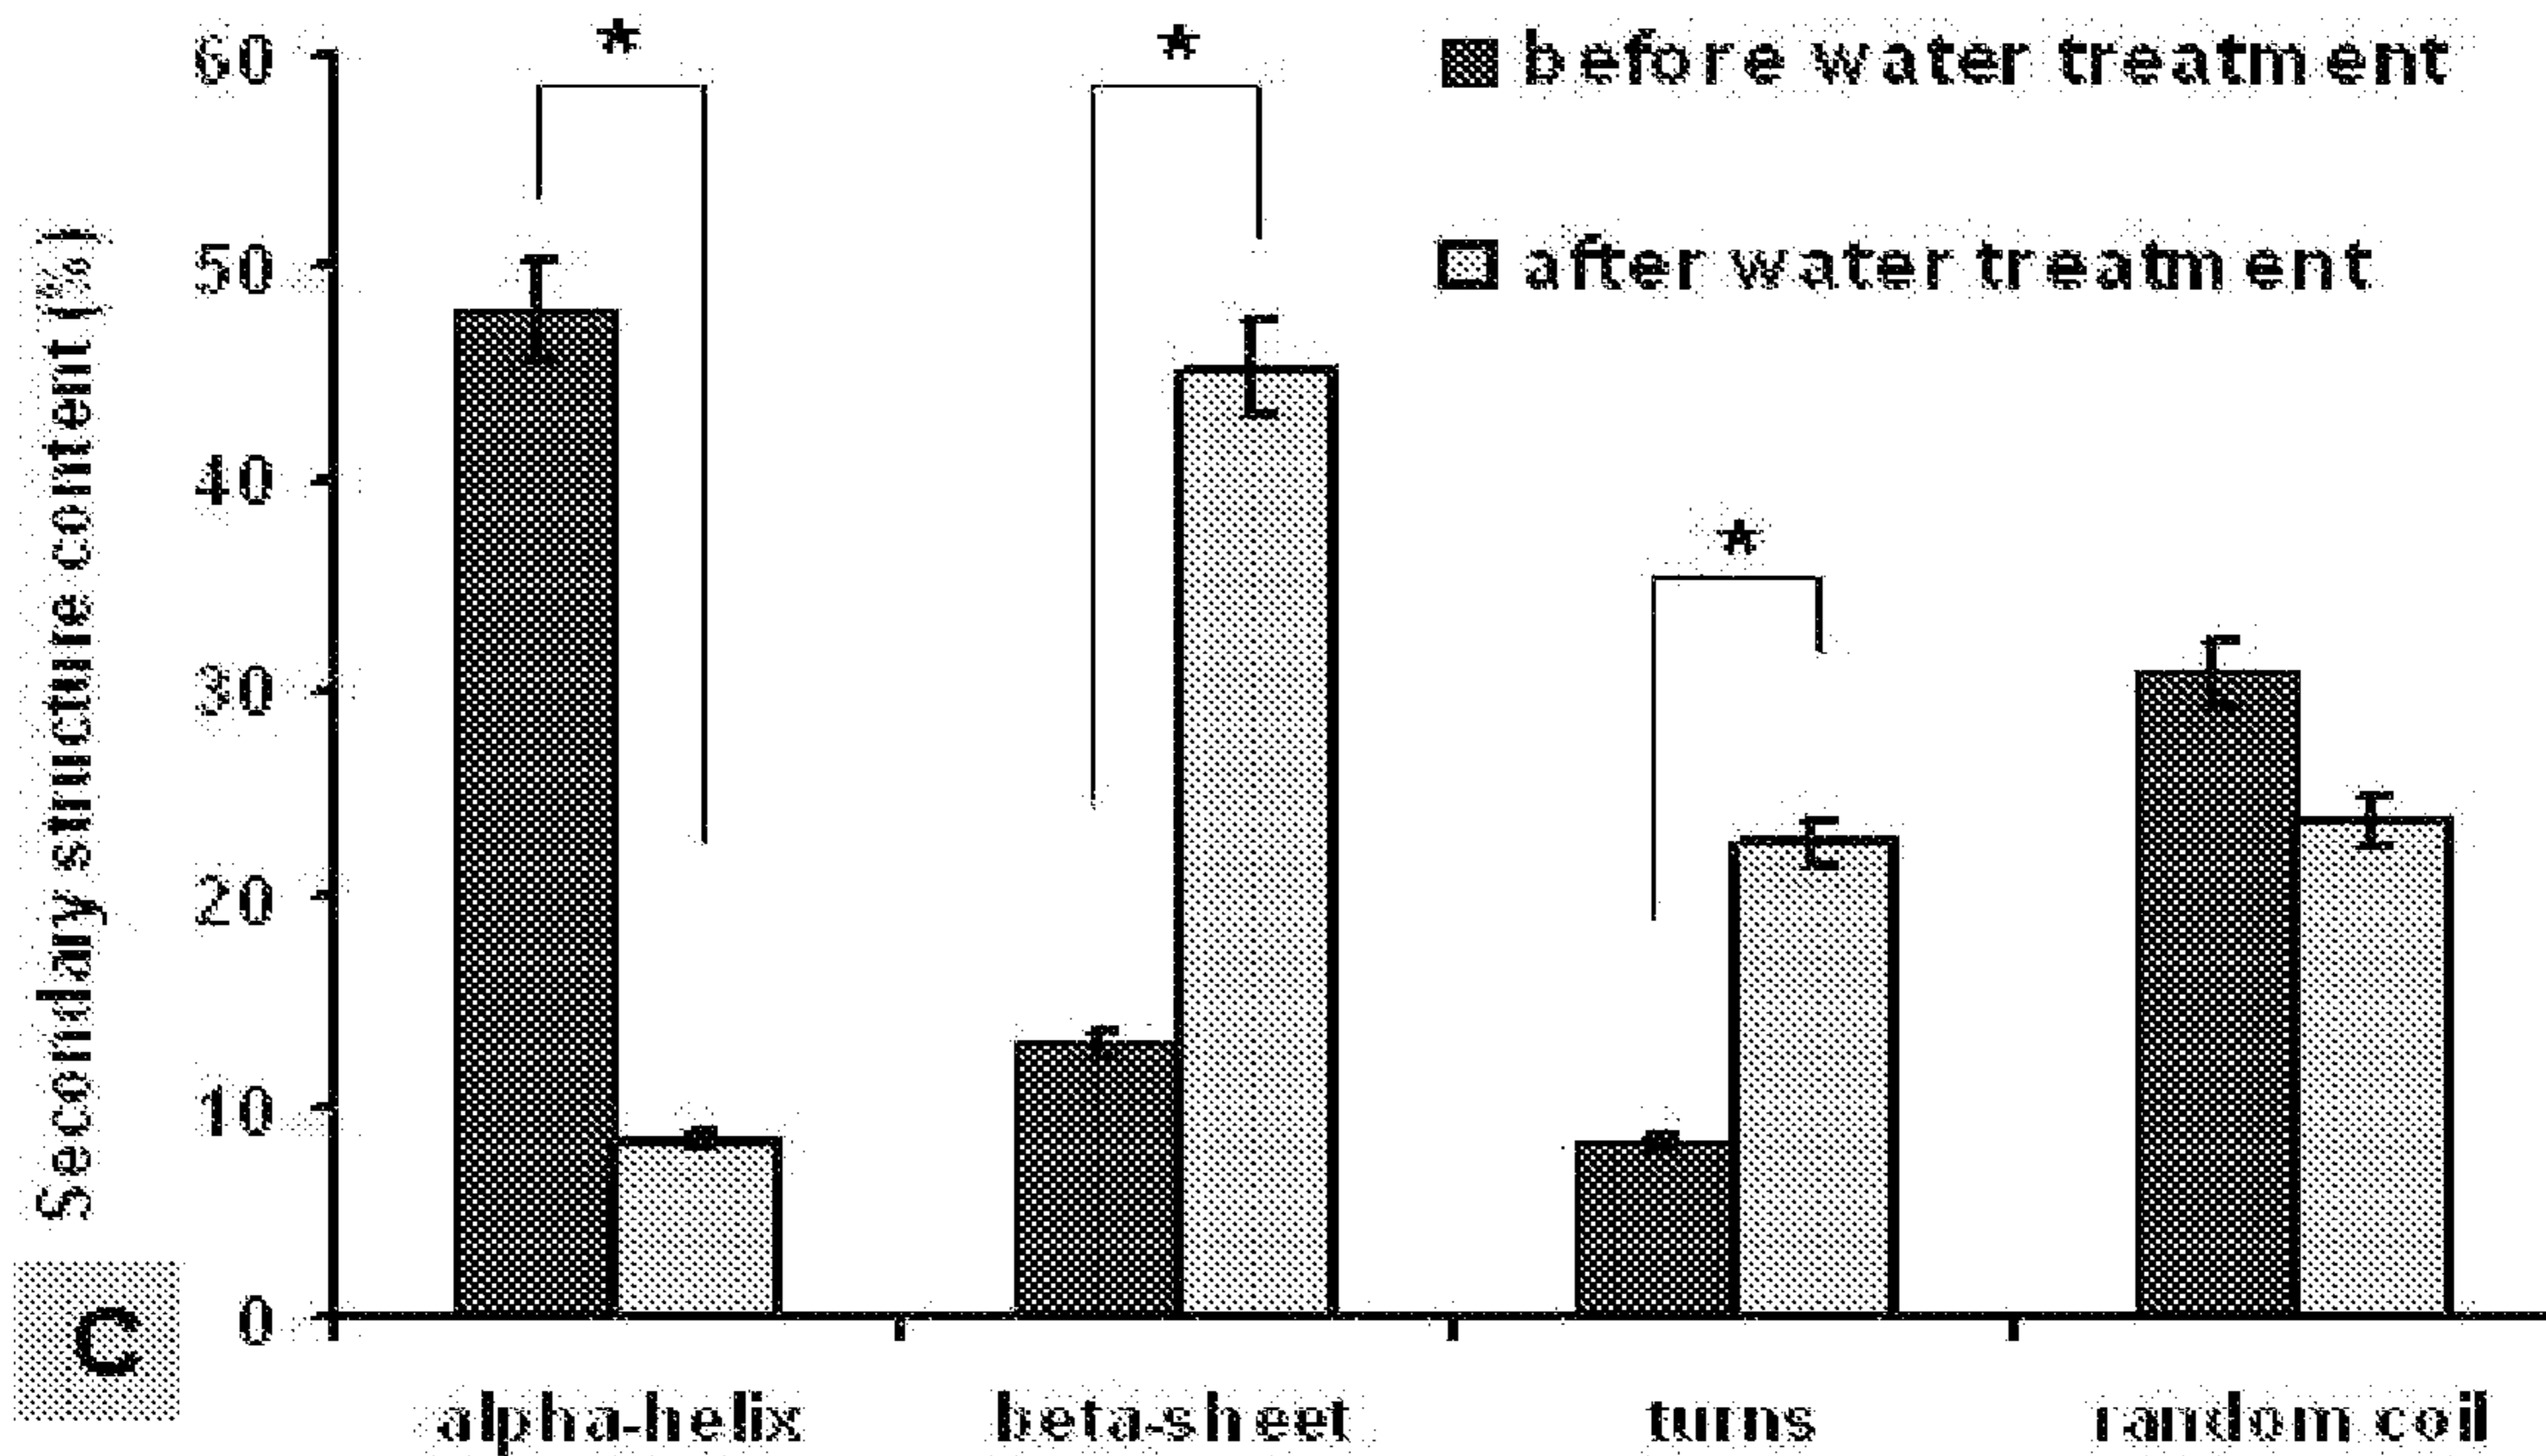 *
*
before water treatment
after water treatment
*
Secondary structure content (%)
60
50
40
30
20
10
0
alpha-helix
beta-sheet
turns
random coil
C